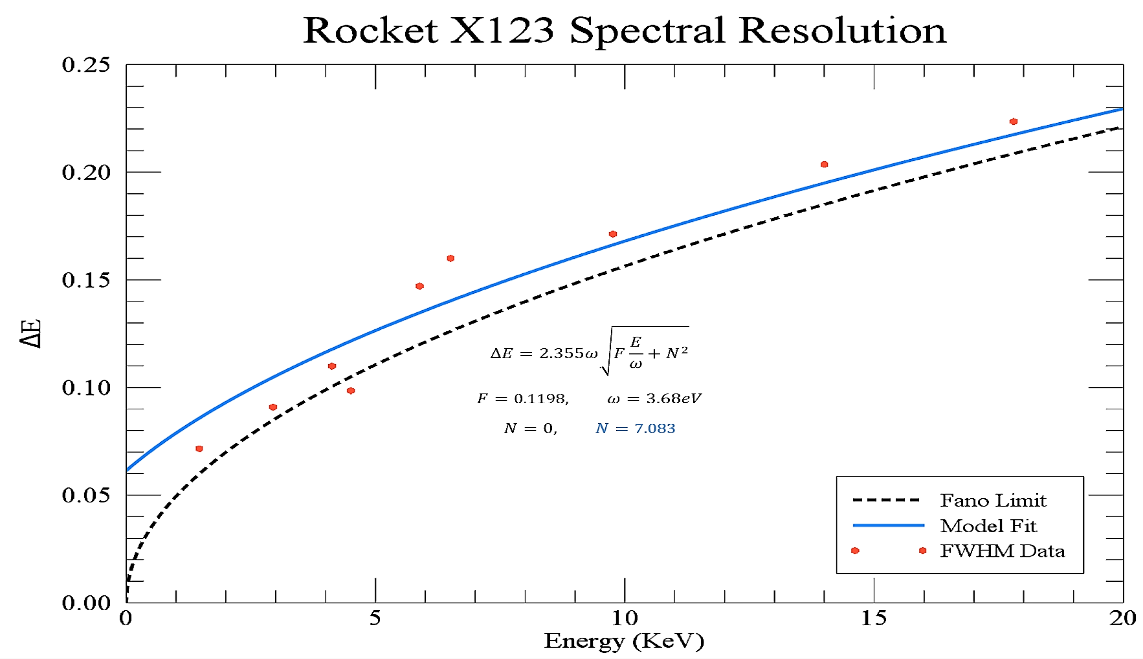 Rocket X123 Spectral Resolution
0.25
0.20
0.15
0.10
0.05
0.00
ΔE
ΔE = 2.355ω√(F E/ω + N²)
F = 0.1198, ω = 3.68eV
N = 0, N = 7.083
Fano Limit
Model Fit
FWHM Data
0 5 10 15 20
Energy (KeV)